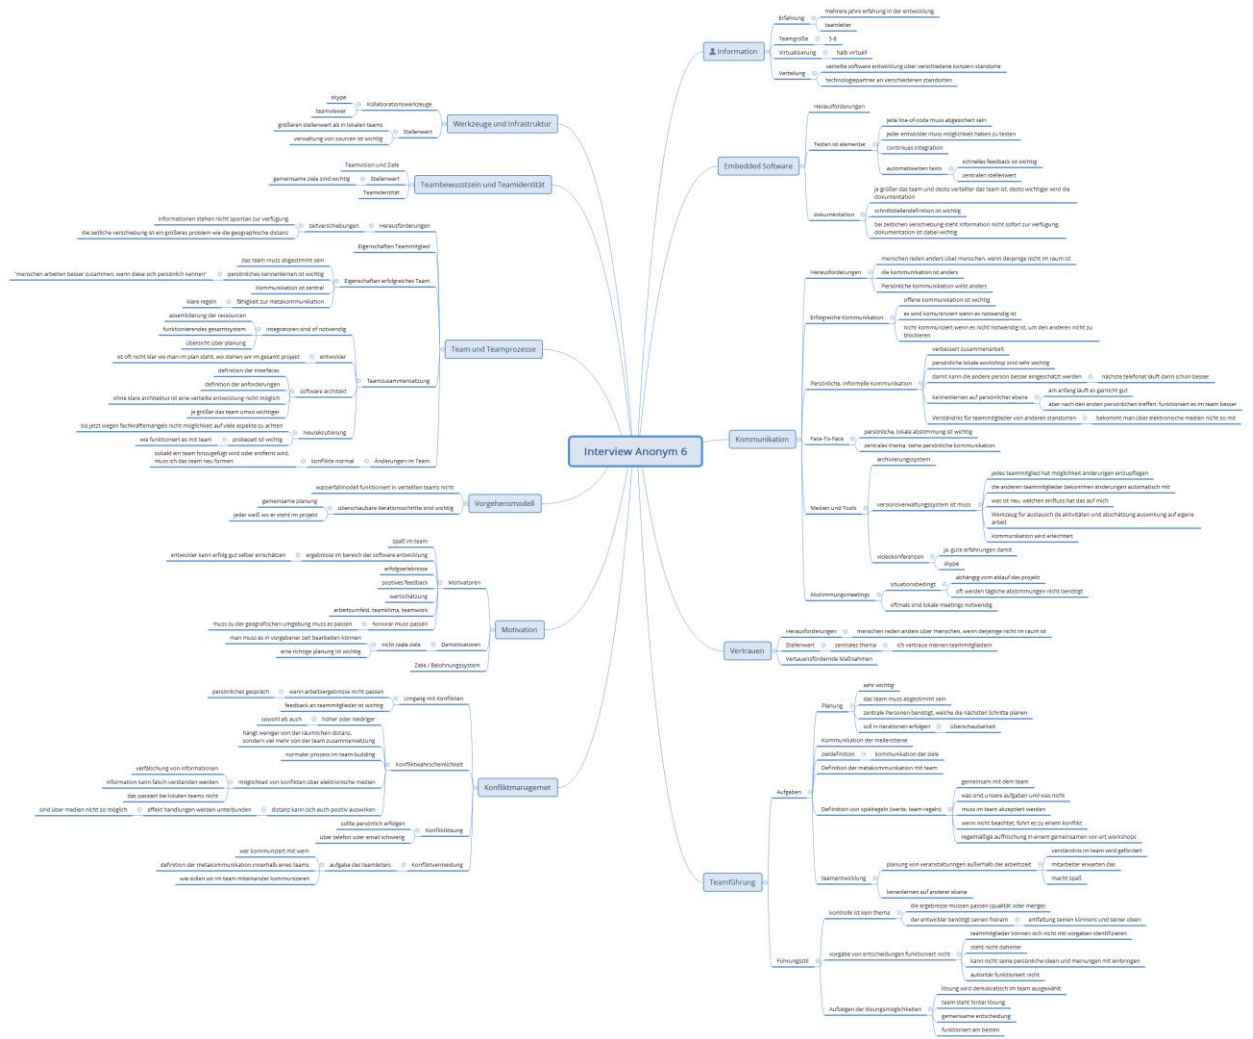 Interview Anonym 6
Information
Erfahrung
mehrere jahre erfahrung in der entwicklung
teamleiter
Teamgröße
5-8
Virtualisierung
halb virtuell
Verteilung
verteilte software entwicklung über verschiedene konzern standorte
technologiepartner an verschiedenen standorten
Embedded Software
Herausforderungen
Testen ist elementar
jede line-of-code muss abgesichert sein
jeder entwickler muss möglichkeit haben zu testen
continiues integration
automatisierten tests
schnelles feedback ist wichtig
zentralen stellenwert
dokumentation
je größer das team und desto verteilter das team ist, desto wichtiger wird die
dokumentation
schnittstellendefinition ist wichtig
bei zeitlichen verschiebung steht information nicht sofort zur verfügung,
dokumentation ist dabei wichtig
Kommunikation
Herausforderungen
menschen reden anders über menschen, wenn derjenige nicht im raum ist
die kommunikation ist anders
Persönliche kommunikation wirkt anders
Erfolgreiche Kommunikation
offene kommunikation ist wichtig
es wird kommuniziert wenn es notwendig ist
nicht kommunziert wenn es nicht notwendig ist, um den anderen nicht zu
blockieren
Persönliche, Informelle Kommunikation
verbessert zusammenarbeit
persönliche lokale workshop sind sehr wichtig
damit kann die andere person besser eingeschätzt werden
nächste telefonat läuft dann schon besser
kennenlernen auf persönlicher ebene
am anfang läuft es garnicht gut
aber nach den ersten persönlichen treffen, funktioniert es im team besser
Verständnis für teammitglieder von anderen standorten
bekommt man über elektronische medien nicht so mit
Face-To-Face
persönliche, lokale abstimmung ist wichtig
zentrales thema, siehe persönliche kommunikation
Medien und Tools
archivierungssystem
versionsverwaltungssystem ist muss
jedes teammitglied hat möglichkeit änderungen einzupflegen
die anderen teammitglieder bekommen änderungen automatisch mit
was ist neu, welchen einfluss hat das auf mich
Werkzeug für austausch de aktivitäten und abschätzung auswirkung auf eigene
arbeit
kommunikation wird erleichtert
videokonferenzen
ja, gute erfahrungen damit
skype
Abstimmungsmeetings
situationsbedingt
abhängig vom ablauf des projekt
oft werden tägliche abstimmungen nicht benötigt
oftmals sind lokale meetings notwendig
Vertrauen
Herausforderungen
menschen reden anders über menschen, wenn derjenige nicht im raum ist
Stellenwert
zentrales thema
ich vertraue meinen teammitgliedern
Vertauensfördernde Maßnahmen
Teamführung
Aufgaben
Planung
sehr wichtig
das team muss abgestimmt sein
zentrale Personen benötigt, welche die nächsten Schritte planen
soll in iterationen erfolgen
überschaubarkeit
Kommunikation der meilensteine
zieldefinition
kommunikation der ziele
Definition der metakommunikation mit team
Definition von spielregeln (werte, team-regeln)
gemeinsam mit dem team
was sind unsere aufgaben und was nicht
muss im team akzeptiert werden
wenn nicht beachtet, führt es zu einem konflikt
regelmäßige auffrischung in einem gemeinsamen vor-ort workshops
teamentwicklung
planung von veranstaltungngen außerhalb der arbeitszeit
verständnis im team wird gefördert
mitarbeiter erwarten das
macht spaß
kenenlernen auf anderer ebene
Führungsstil
kontrolle ist kein thema
die ergebnisse müssen passen (qualität oder menge)
der entwickler benötigt seinen freiram
entfaltung seinen könnens und seiner ideen
vorgabe von entscheidungen funktioniert nicht
teammitglieder können sich nicht mit vorgaben identifizieren
steht nicht dahinter
kann nicht seine persönliche ideen und meinungen mit einbringen
autoritär funktioniert nicht
Aufzeigen der lösungsmöglichkeiten
lösung wird demokratisch im team ausgewählt
team steht hinter lösung
gemeinsame entscheidung
funktioniert am besten
Werkzeuge und Infrastruktur
Kollaborationswerkzeuge
skype
teamviewer
Stellenwert
größeren stellenwert als in lokalen teams
verwaltung von sourcen ist wichtig
Teambewusstsein und Teamidentität
Teamvision und Ziele
Stellenwert
gemeinsame ziele sind wichtig
Teamidentität
Team und Teamprozesse
Herausforderungen
zeitverschiebungen
informationen stehen nicht spontan zur verfügung
die zeitliche verschiebung ist ein größeres problem wie die geographische distanz
Eigenschaften Teammitglied
Eigenschaften erfolgreiches Team
das team muss abgestimmt sein
persönliches kennenlernen ist wichtig
"menschen arbeiten besser zusammen, wenn diese sich persönlich kennen"
Kommunikation ist zentral
fähigkeit zur metakommunikation
klare regeln
Teamzusammensetzung
integratoren sind of notwendig
assemblierung der ressourcen
funktionierendes gesamtsystem
übersicht über planung
entwickler
ist oft nicht klar wo man im plan steht, wo stehen wir im gesamt projekt
software architekt
definition der interfaces
definition der anforderungen
ohne klare architektur ist eine verteilte entwicklung nicht möglich
je größer das team umso wichtiger
Neurekrutierung
bis jetzt wegen fachkräftemangels nicht möglichkeit auf viele aspekte zu achten
probezeit ist wichtig
wie funktioniert es mit team
Änderungen im Team
konflikte normal
sobald ein team hinzugefügt wird oder entfernt wird,
muss ich das team neu formen
Vorgehensmodell
wasserfallmodell funktioniert in verteilten teams nicht
überschaubare iterationsschritte sind wichtig
gemeinsame planung
jeder weiß wo er steht im projekt
Motivation
Motivatoren
spaß im team
ergebnisse im bereich der software entwicklung
entwickler kann erfolg gut selber einschätzen
erfolgserlebnisse
postives feedback
wertschätzung
arbeitsumfeld, teamklima, teamwork
honorar muss passen
muss zu der geografischen umgebung muss es passen
Demotivatoren
nicht reale ziele
man muss es in vorgebener zeit bearbeiten können
eine richtige planung ist wichtig
Ziele / Belohnungssystem
Konfliktmanagemet
Umgang mit Konflikten
wenn arbeitsergebnisse nicht passen
persönliches gespräch
feedback an teammitglieder ist wichtig
Konfliktwahrscheinlichkeit
höher oder niedriger
sowohl als auch
hängt weniger von der räumlichen distanz,
sondern viel mehr von der team zusammensetzung
normaler prozess im team-building
möglichkeit von konflikten über elektronische medien
verfälschung von informationen
information kann falsch verstanden werden
das passiert bei lokalen teams nicht
distanz kann sich auch positiv auswirken
effekt handlungen werden unterbunden
sind über medien nicht so möglich
Konfliktlösung
sollte persönlich erfolgen
über telefon oder email schwierig
Konfliktvermeidung
aufgabe des teamleiters
wer kommunziert mit wem
definition der metakommunikation innerhalb eines teams
wie sollen wir im team miteinander kommunizeren